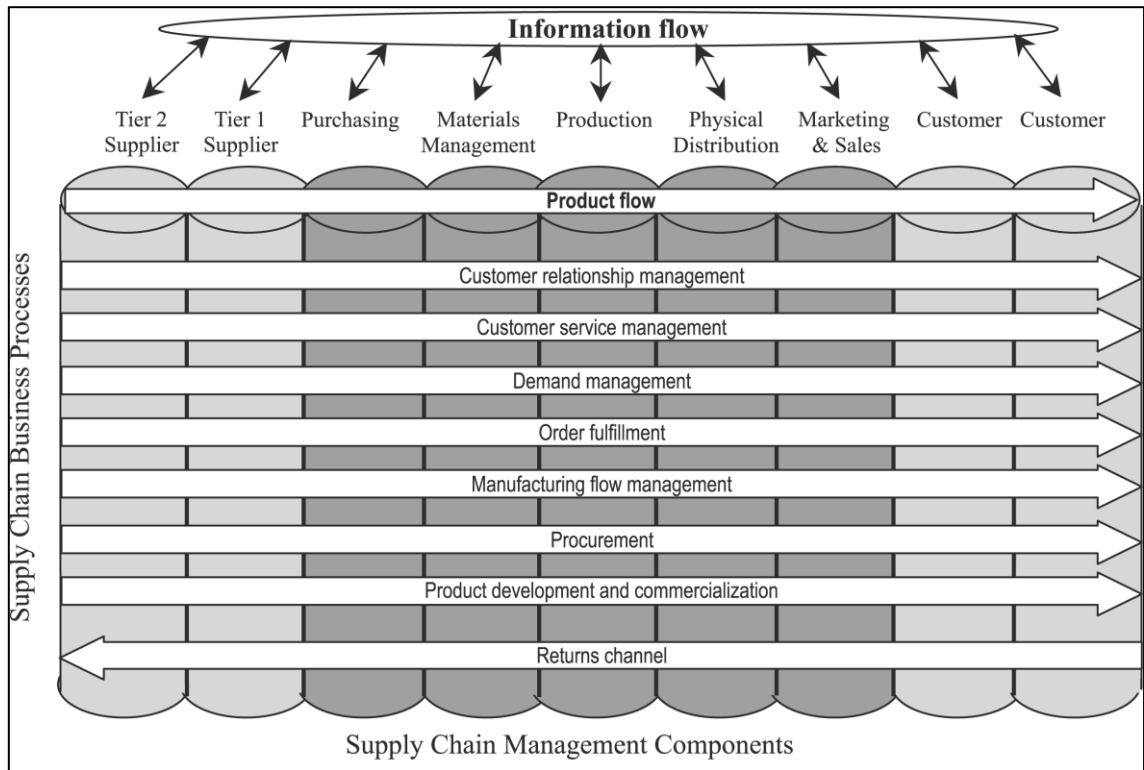 Information flow
Tier 2
Supplier
Tier 1
Supplier
Purchasing
Materials
Management
Production
Physical
Distribution
Marketing
& Sales
Customer
Customer
Product flow
Customer relationship management
Customer service management
Demand management
Order fulfillment
Manufacturing flow management
Procurement
Product development and commercialization
Returns channel
Supply Chain Business Processes
Supply Chain Management Components